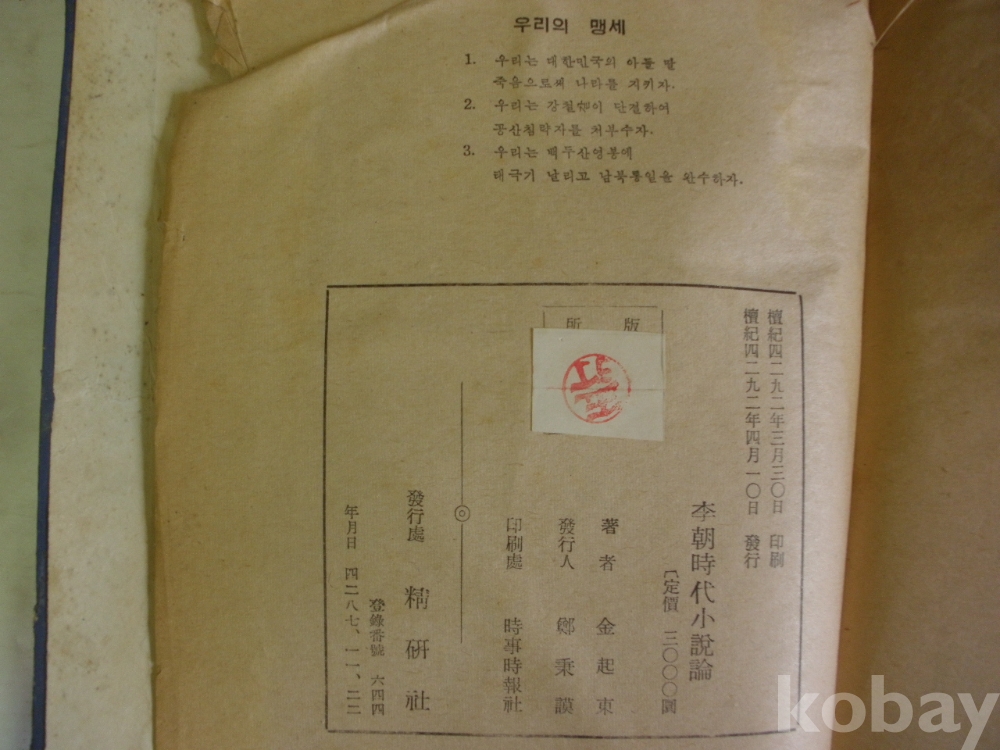 우리의 맹세
1. 우리는 대한민국의 아들 딸
죽음으로써 나라를 지키자.
2. 우리는 강철같이 단결하여
공산침략자를 쳐부수자.
3. 우리는 백두산영봉에
태극기 날리고 남북통일을 완수하자.
檀紀四二九二年三月三〇日 印刷
檀紀四二九二年四月一〇日 發行
李朝時代小說論
〔定價 三〇〇〇圜
版
所
著者 金起東
發行人 鄭秉謨
印刷處 時事時報社
發行處 精硏社
登錄番號 六四四
年月日 四二八七、一一、二二
kobay